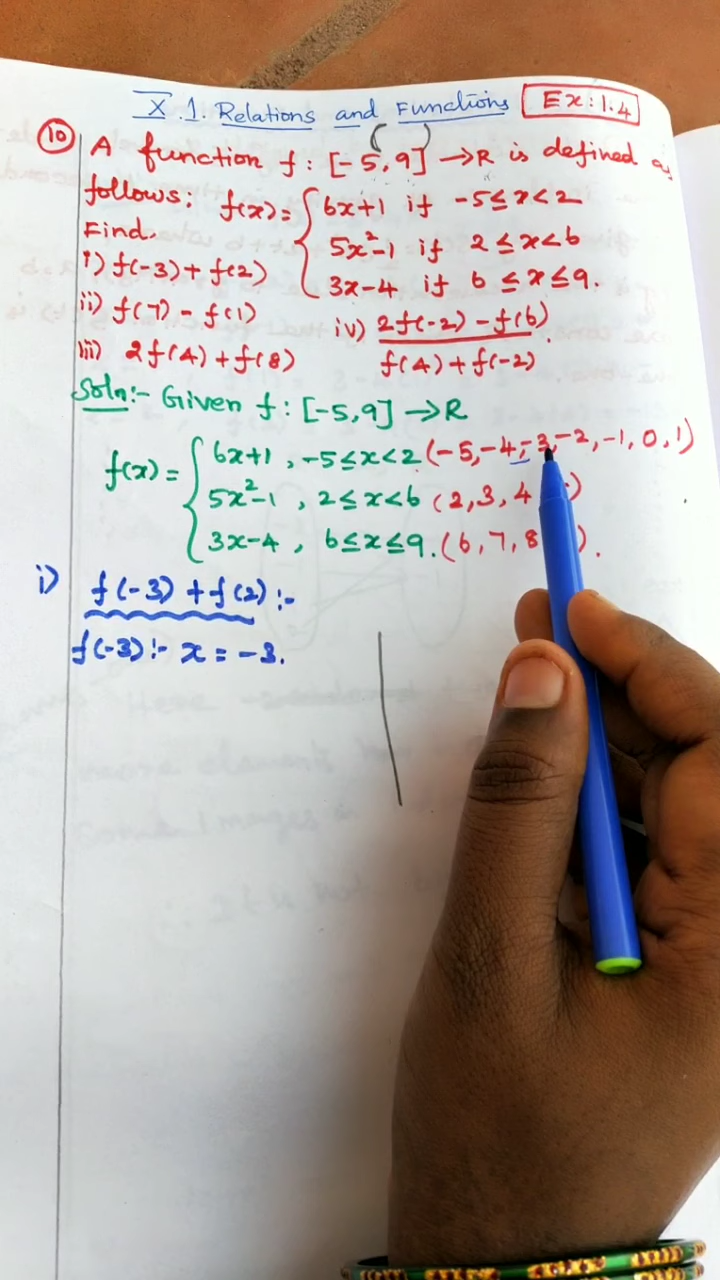 X.1. Relations and Functions Ex:1.4
10 A function f : [-5, 9] → R is defined as
follows: f(x) = { 6x+1 if -5 ≤ x < 2
Find. 5x²-1 if 2 ≤ x < 6
i) f(-3) + f(2) 3x-4 if 6 ≤ x ≤ 9.
ii) f(7) - f(1) iv) 2f(-2) - f(6)
iii) 2f(4) + f(8) f(4) + f(-2).
Soln:- Given f : [-5,9] → R
f(x) = { 6x+1 , -5 ≤ x < 2 (-5,-4,-3,-2,-1,0,1)
5x²-1 , 2 ≤ x < 6 (2,3,4 )
3x-4 , 6 ≤ x ≤ 9. (6,7,8 ).
i) f(-3) + f(2) :-
f(-3) :- x = -3.